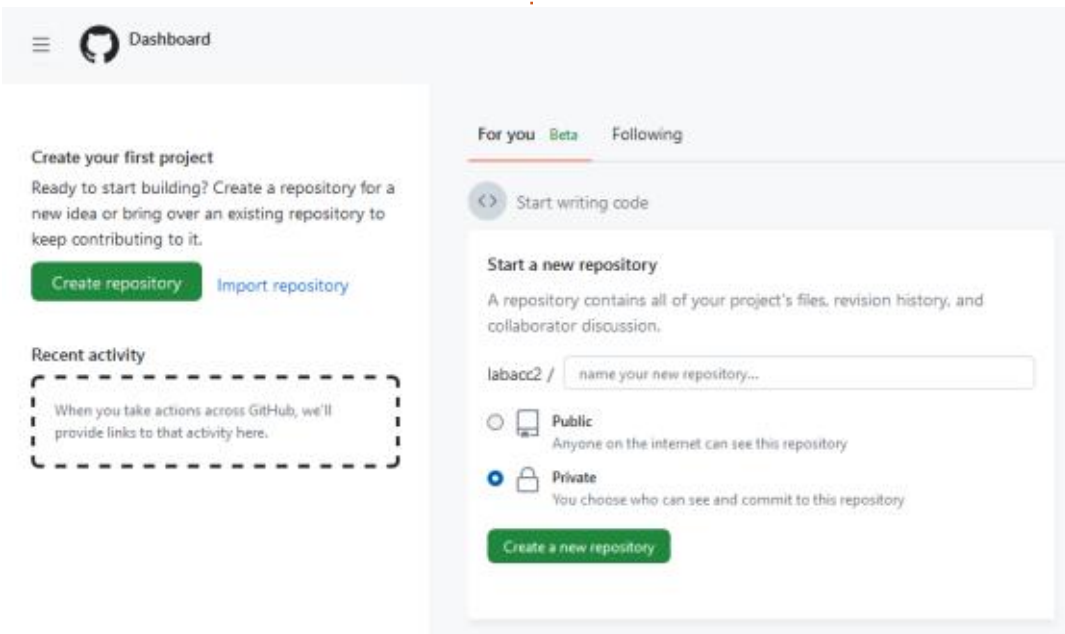 Dashboard
Create your first project
Ready to start building? Create a repository for a
new idea or bring over an existing repository to
keep contributing to it.
Create repository
Import repository
Recent activity
When you take actions across GitHub, we'll
provide links to that activity here.
For you Beta Following
Start writing code
Start a new repository
A repository contains all of your project's files, revision history, and
collaborator discussion.
labacc2 / name your new repository...
Public
Anyone on the internet can see this repository
Private
You choose who can see and commit to this repository
Create a new repository